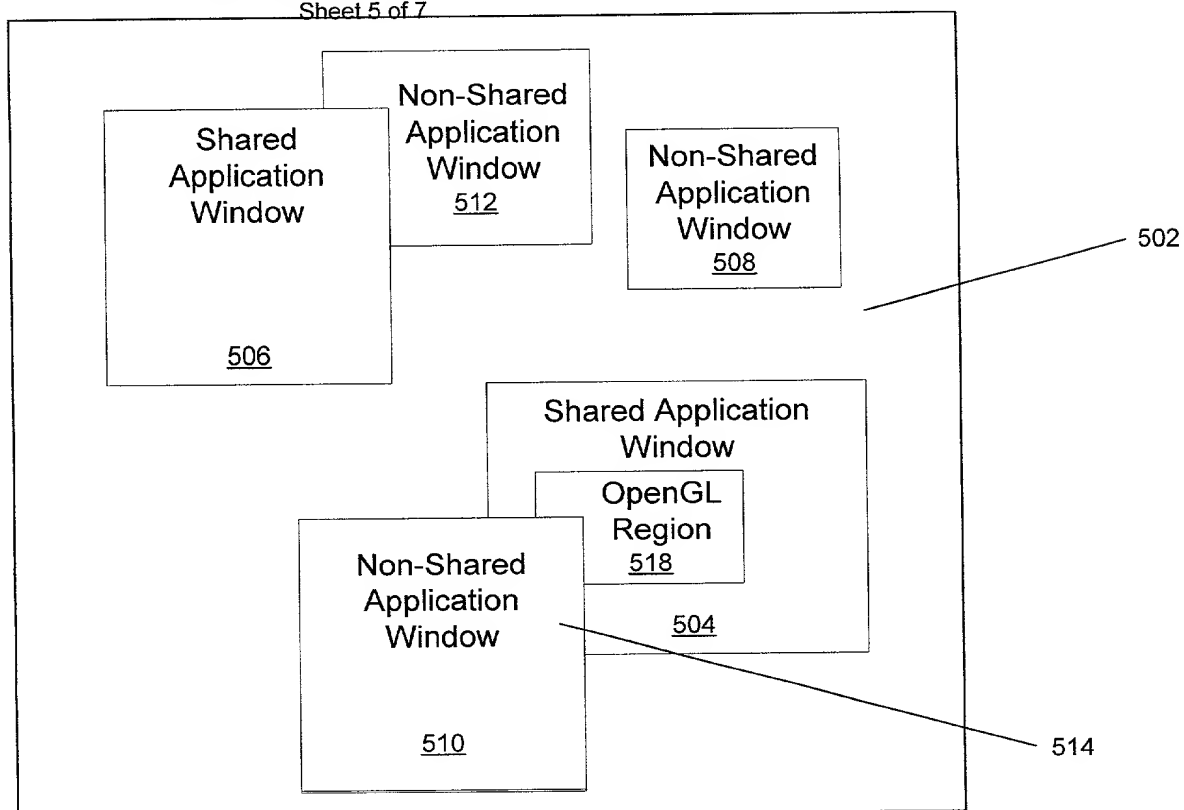 Sheet 5 of 7
Non-Shared
Application
Window
512
Shared
Application
Window
506
Non-Shared
Application
Window
508
502
Shared Application
Window
OpenGL
Region
518
504
Non-Shared
Application
Window
510
514